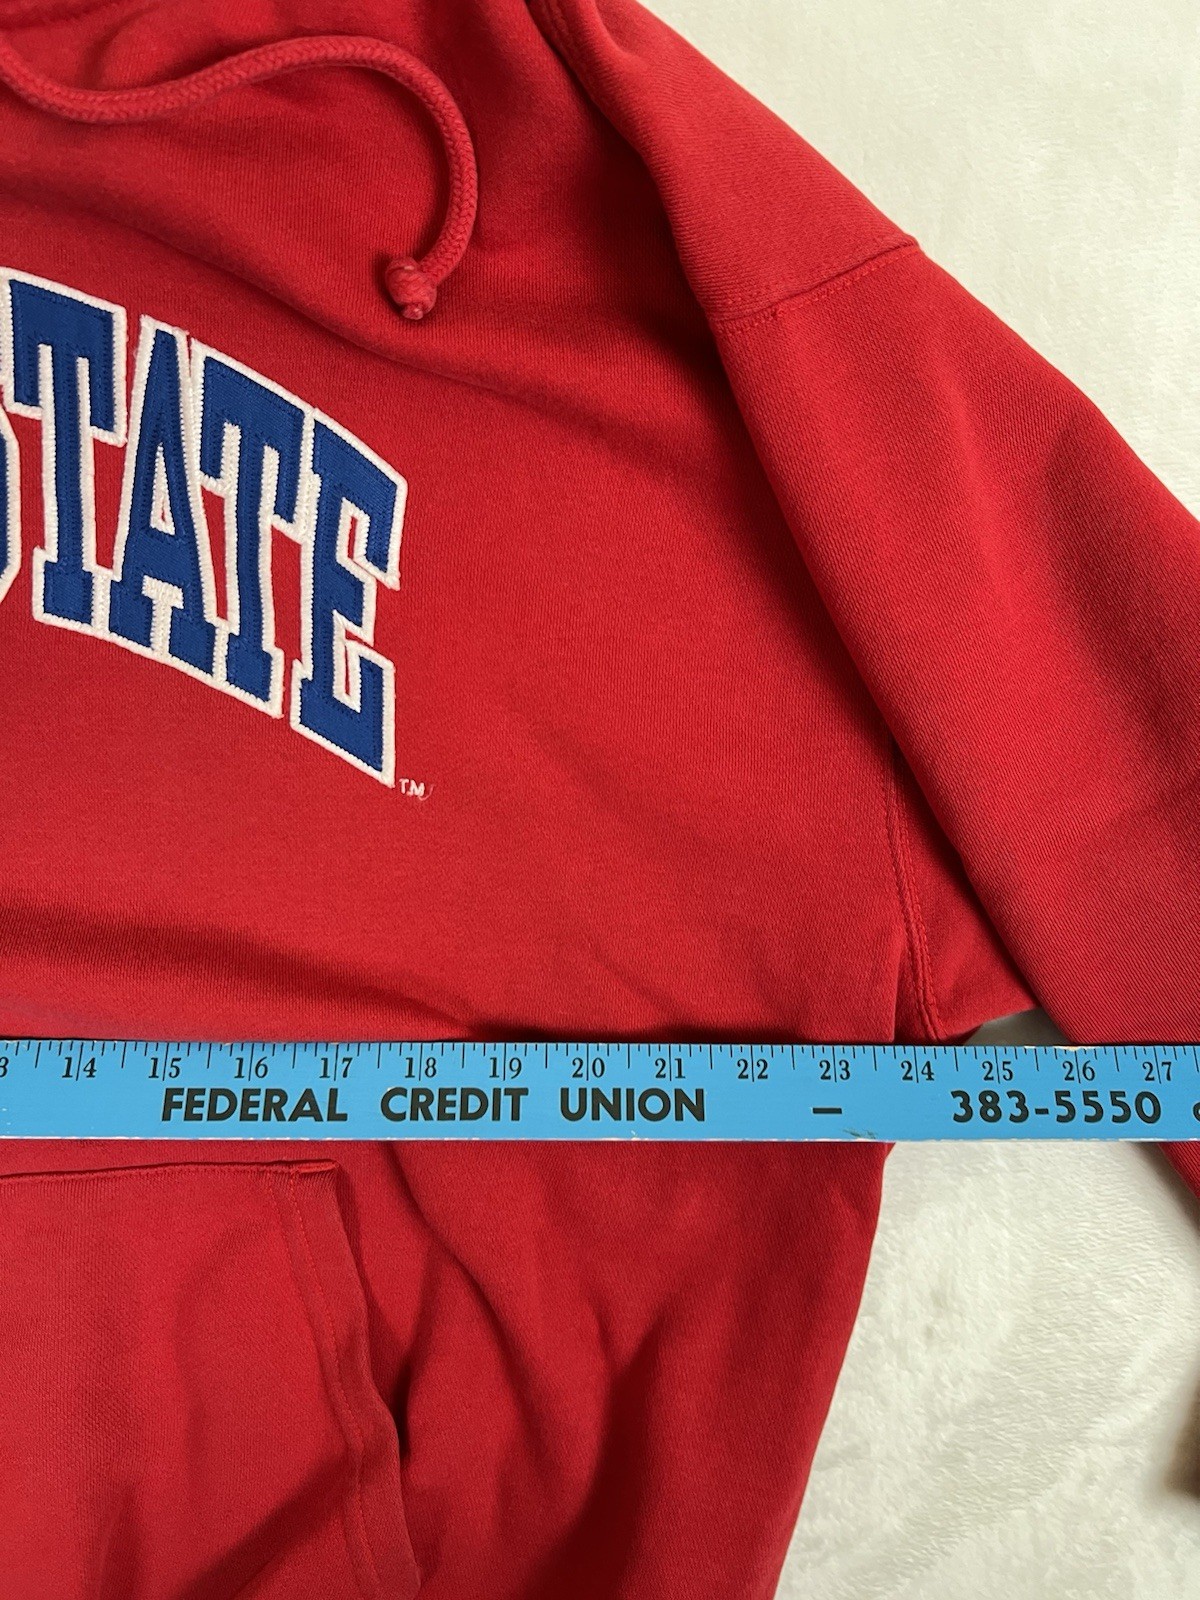 STATE
TM
14 15 16 17 18 19 20 21 22 23 24 25 26 27
FEDERAL CREDIT UNION – 383-5550